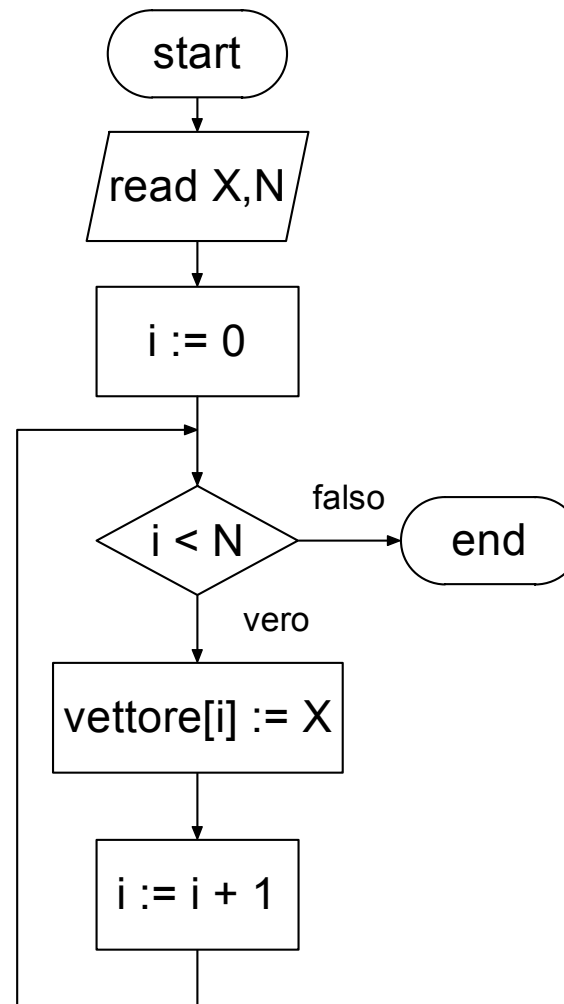 start
read X,N
i := 0
i < N
falso
end
vero
vettore[i] := X
i := i + 1